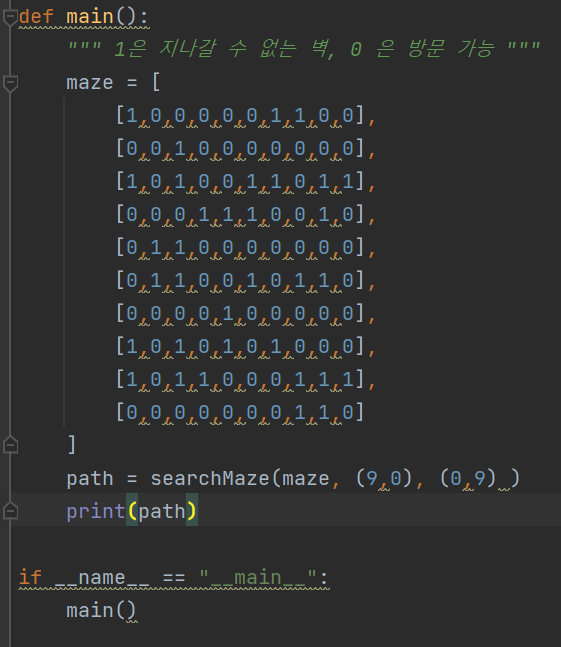 def main():
""" 1은 지나갈 수 없는 벽, 0 은 방문 가능 """
maze = [
[1,0,0,0,0,0,1,1,0,0],
[0,0,1,0,0,0,0,0,0,0],
[1,0,1,0,0,1,1,0,1,1],
[0,0,0,1,1,1,0,0,1,0],
[0,1,1,0,0,0,0,0,0,0],
[0,1,1,0,0,1,0,1,1,0],
[0,0,0,0,1,0,0,0,0,0],
[1,0,1,0,1,0,1,0,0,0],
[1,0,1,1,0,0,0,1,1,1],
[0,0,0,0,0,0,0,1,1,0]
]
path = searchMaze(maze, (9,0), (0,9) )
print(path)
if __name__ == "__main__":
main()